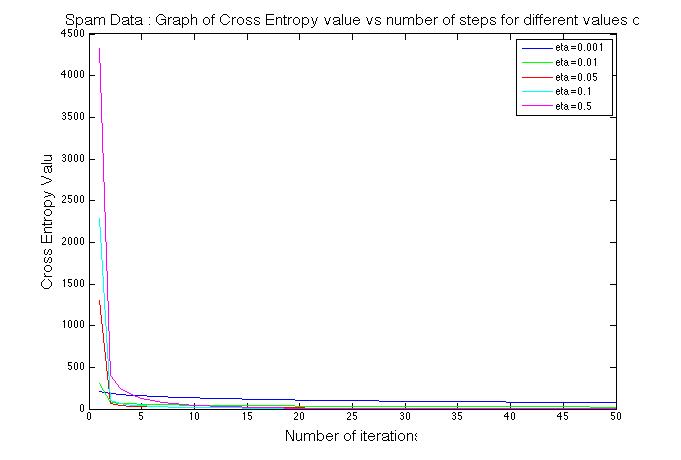 Spam Data : Graph of Cross Entropy value vs number of steps for different values o
4500
4000
3500
3000
2500
2000
1500
1000
500
0
Cross Entropy Valu
eta=0.001
eta=0.01
eta=0.05
eta=0.1
eta=0.5
0 5 10 15 20 25 30 35 40 45 50
Number of iterations